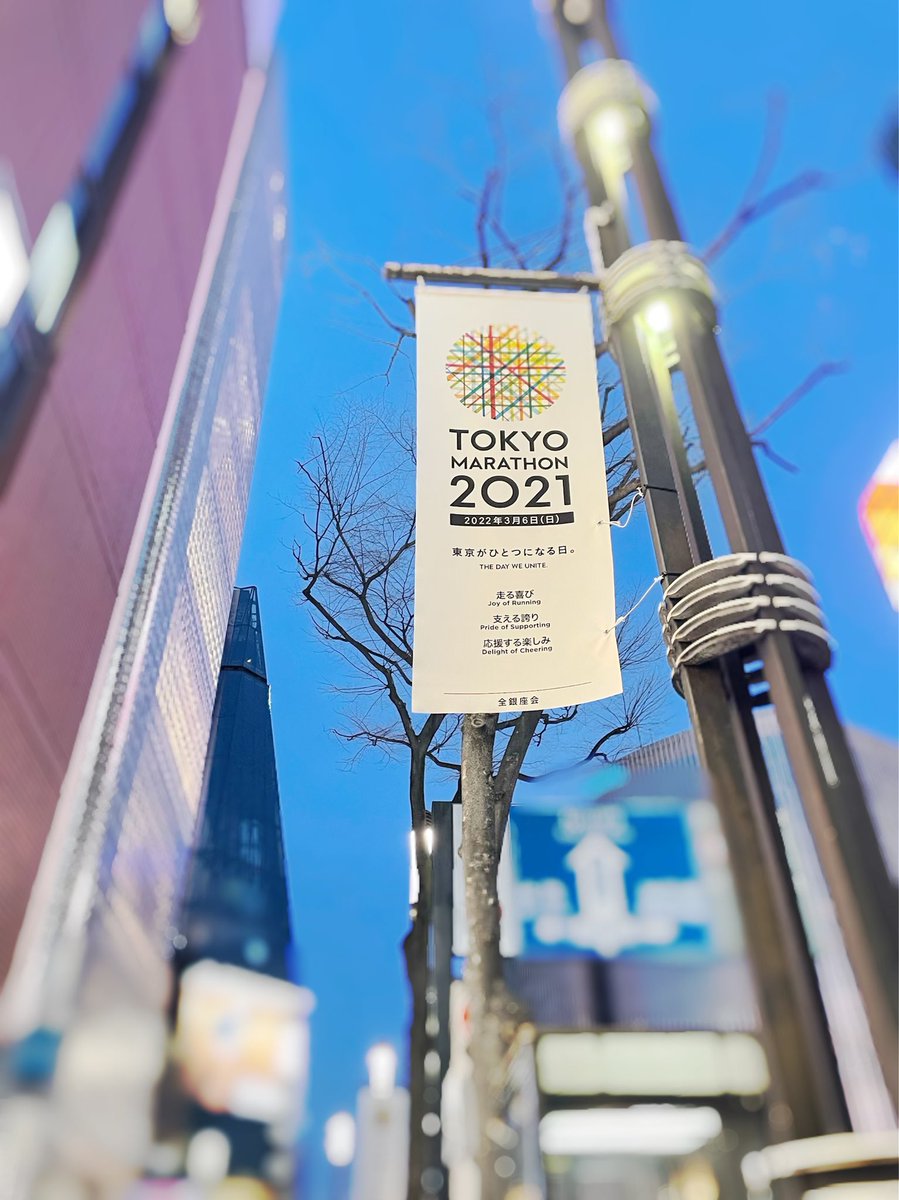 TOKYO
MARATHON
2021
2022年3月6日(日)
東京がひとつになる日。
THE DAY WE UNITE.
走る喜び
Joy of Running
支える誇り
Pride of Supporting
応援する楽しみ
Delight of Cheering
全銀座会